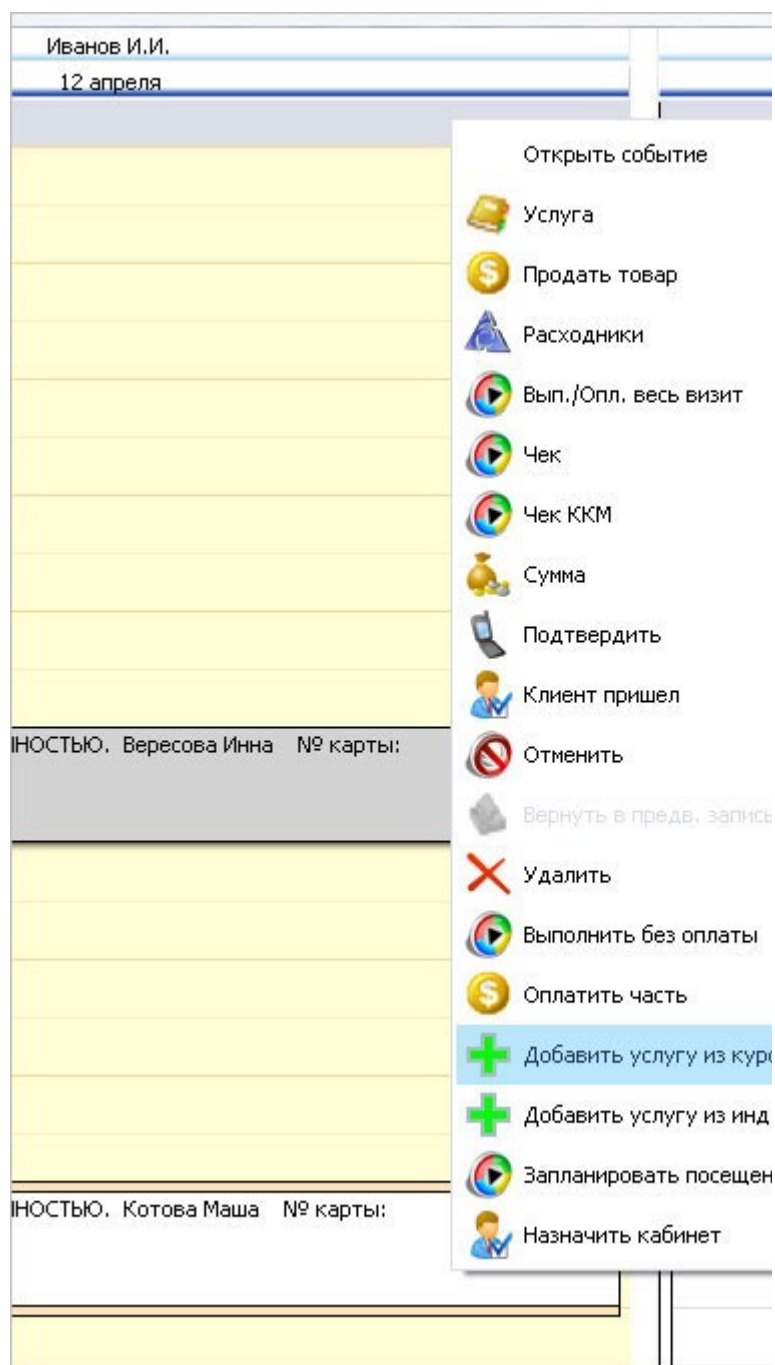 Иванов И.И.
12 апреля
Открыть событие
Услуга
Продать товар
Расходники
Вып./Опл. весь визит
Чек
Чек ККМ
Сумма
Подтвердить
Клиент пришел
НОСТЬЮ. Вересова Инна № карты:
Отменить
Вернуть в предв. запись
Удалить
Выполнить без оплаты
Оплатить часть
Добавить услугу из курс
Добавить услугу из инд
Запланировать посещен
НОСТЬЮ. Котова Маша № карты:
Назначить кабинет